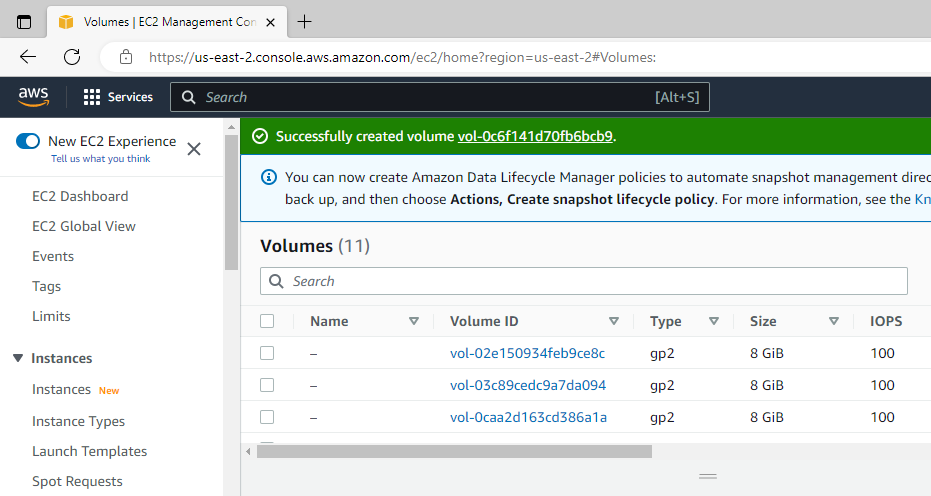 Volumes | EC2 Management Con
https://us-east-2.console.aws.amazon.com/ec2/home?region=us-east-2#Volumes:
aws
Services
Search
[Alt+S]
New EC2 Experience
Tell us what you think
EC2 Dashboard
EC2 Global View
Events
Tags
Limits
Instances
Instances New
Instance Types
Launch Templates
Spot Requests
Successfully created volume vol-0c6f141d70fb6bcb9.
You can now create Amazon Data Lifecycle Manager policies to automate snapshot management direc
back up, and then choose Actions, Create snapshot lifecycle policy. For more information, see the Kn
Volumes (11)
Search
Name Volume ID Type Size IOPS
– vol-02e150934feb9ce8c gp2 8 GiB 100
– vol-03c89cedc9a7da094 gp2 8 GiB 100
– vol-0caa2d163cd386a1a gp2 8 GiB 100